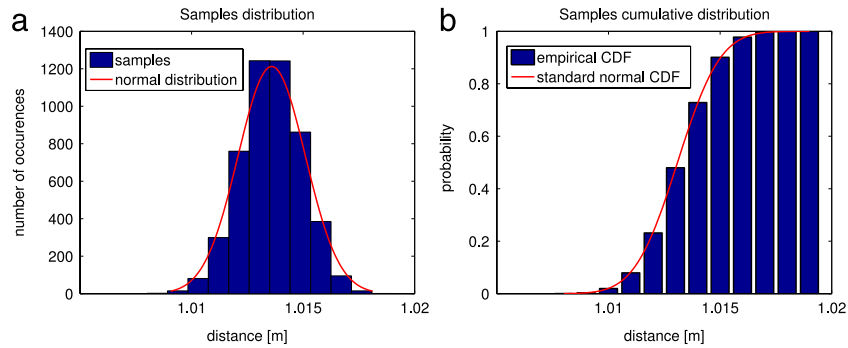 a
Samples distribution
1400
1200
1000
800
600
400
200
0
number of occurences
samples
normal distribution
1.01
1.015
1.02
distance [m]
b
Samples cumulative distribution
1
0.8
0.6
0.4
0.2
0
probability
empirical CDF
standard normal CDF
1.01
1.015
1.02
distance [m]